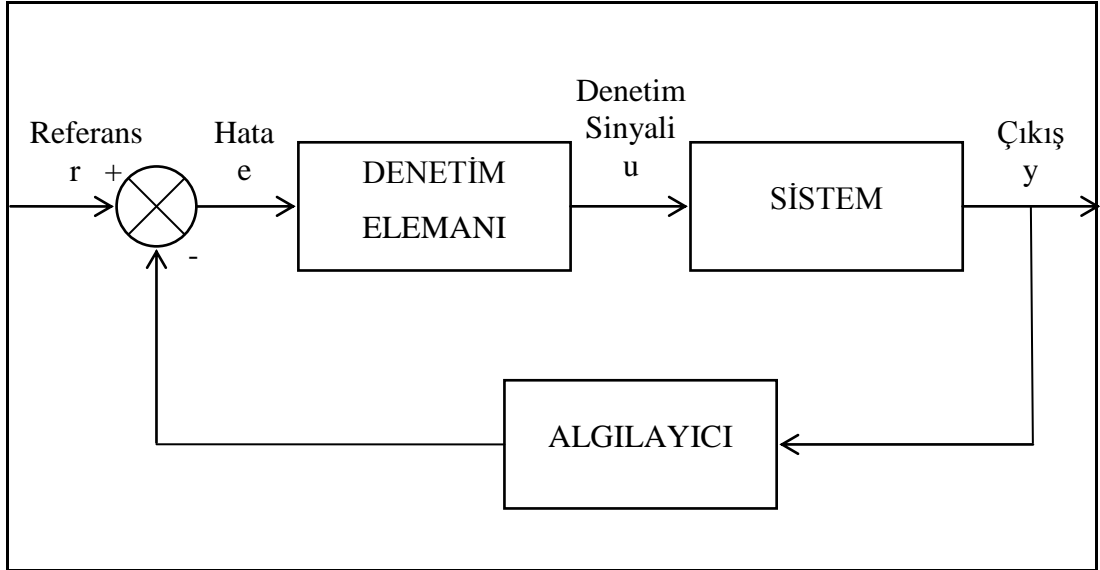 Referans
r
+
-
Hata
e
DENETİM
ELEMANI
Denetim
Sinyali
u
SİSTEM
Çıkış
y
ALGILAYICI